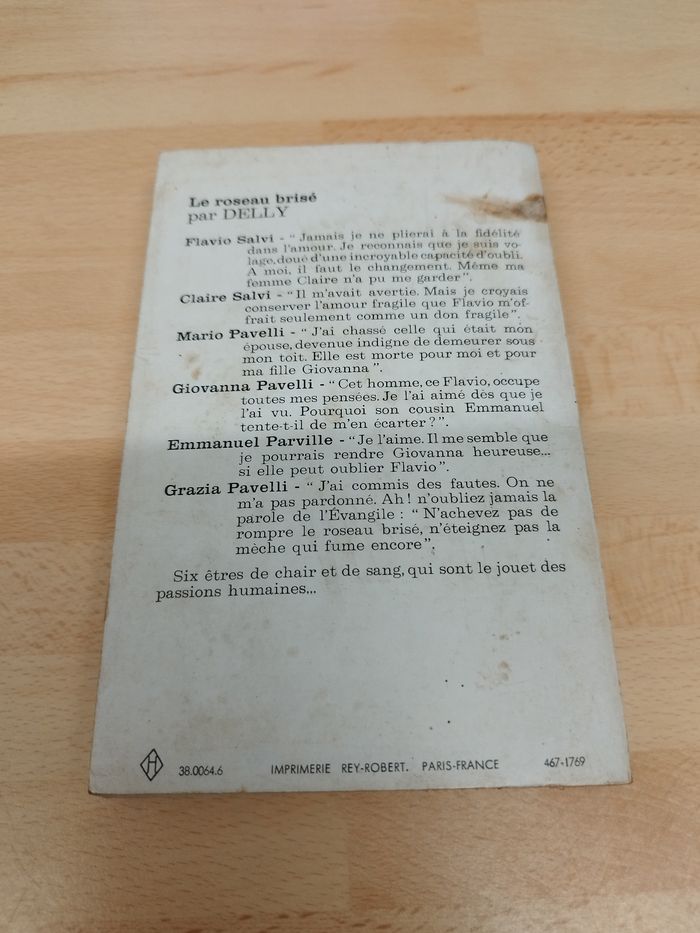 Le roseau brisé
par DELLY
Flavio Salvi - " Jamais je ne plierai à la fidélité
dans l'amour. Je reconnais que je suis vo-
lage, doué d'une incroyable capacité d'oubli.
A moi, il faut le changement. Même ma
femme Claire n'a pu me garder".
Claire Salvi - "Il m'avait avertie. Mais je croyais
conserver l'amour fragile que Flavio m'of-
frait seulement comme un don fragile".
Mario Pavelli - " J'ai chassé celle qui était mon
épouse, devenue indigne de demeurer sous
mon toit. Elle est morte pour moi et pour
ma fille Giovanna ".
Giovanna Pavelli - " Cet homme, ce Flavio, occupe
toutes mes pensées. Je l'ai aimé dès que je
l'ai vu. Pourquoi son cousin Emmanuel
tente-t-il de m'en écarter ? ".
Emmanuel Parville - "Je l'aime. Il me semble que
je pourrais rendre Giovanna heureuse...
si elle peut oublier Flavio".
Grazia Pavelli - " J'ai commis des fautes. On ne
m'a pas pardonné. Ah! n'oubliez jamais la
parole de l'Évangile : " N'achevez pas de
rompre le roseau brisé, n'éteignez pas la
mèche qui fume encore".
Six êtres de chair et de sang, qui sont le jouet des
passions humaines...
H 38.0064.6 IMPRIMERIE REY-ROBERT. PARIS-FRANCE 467-1769